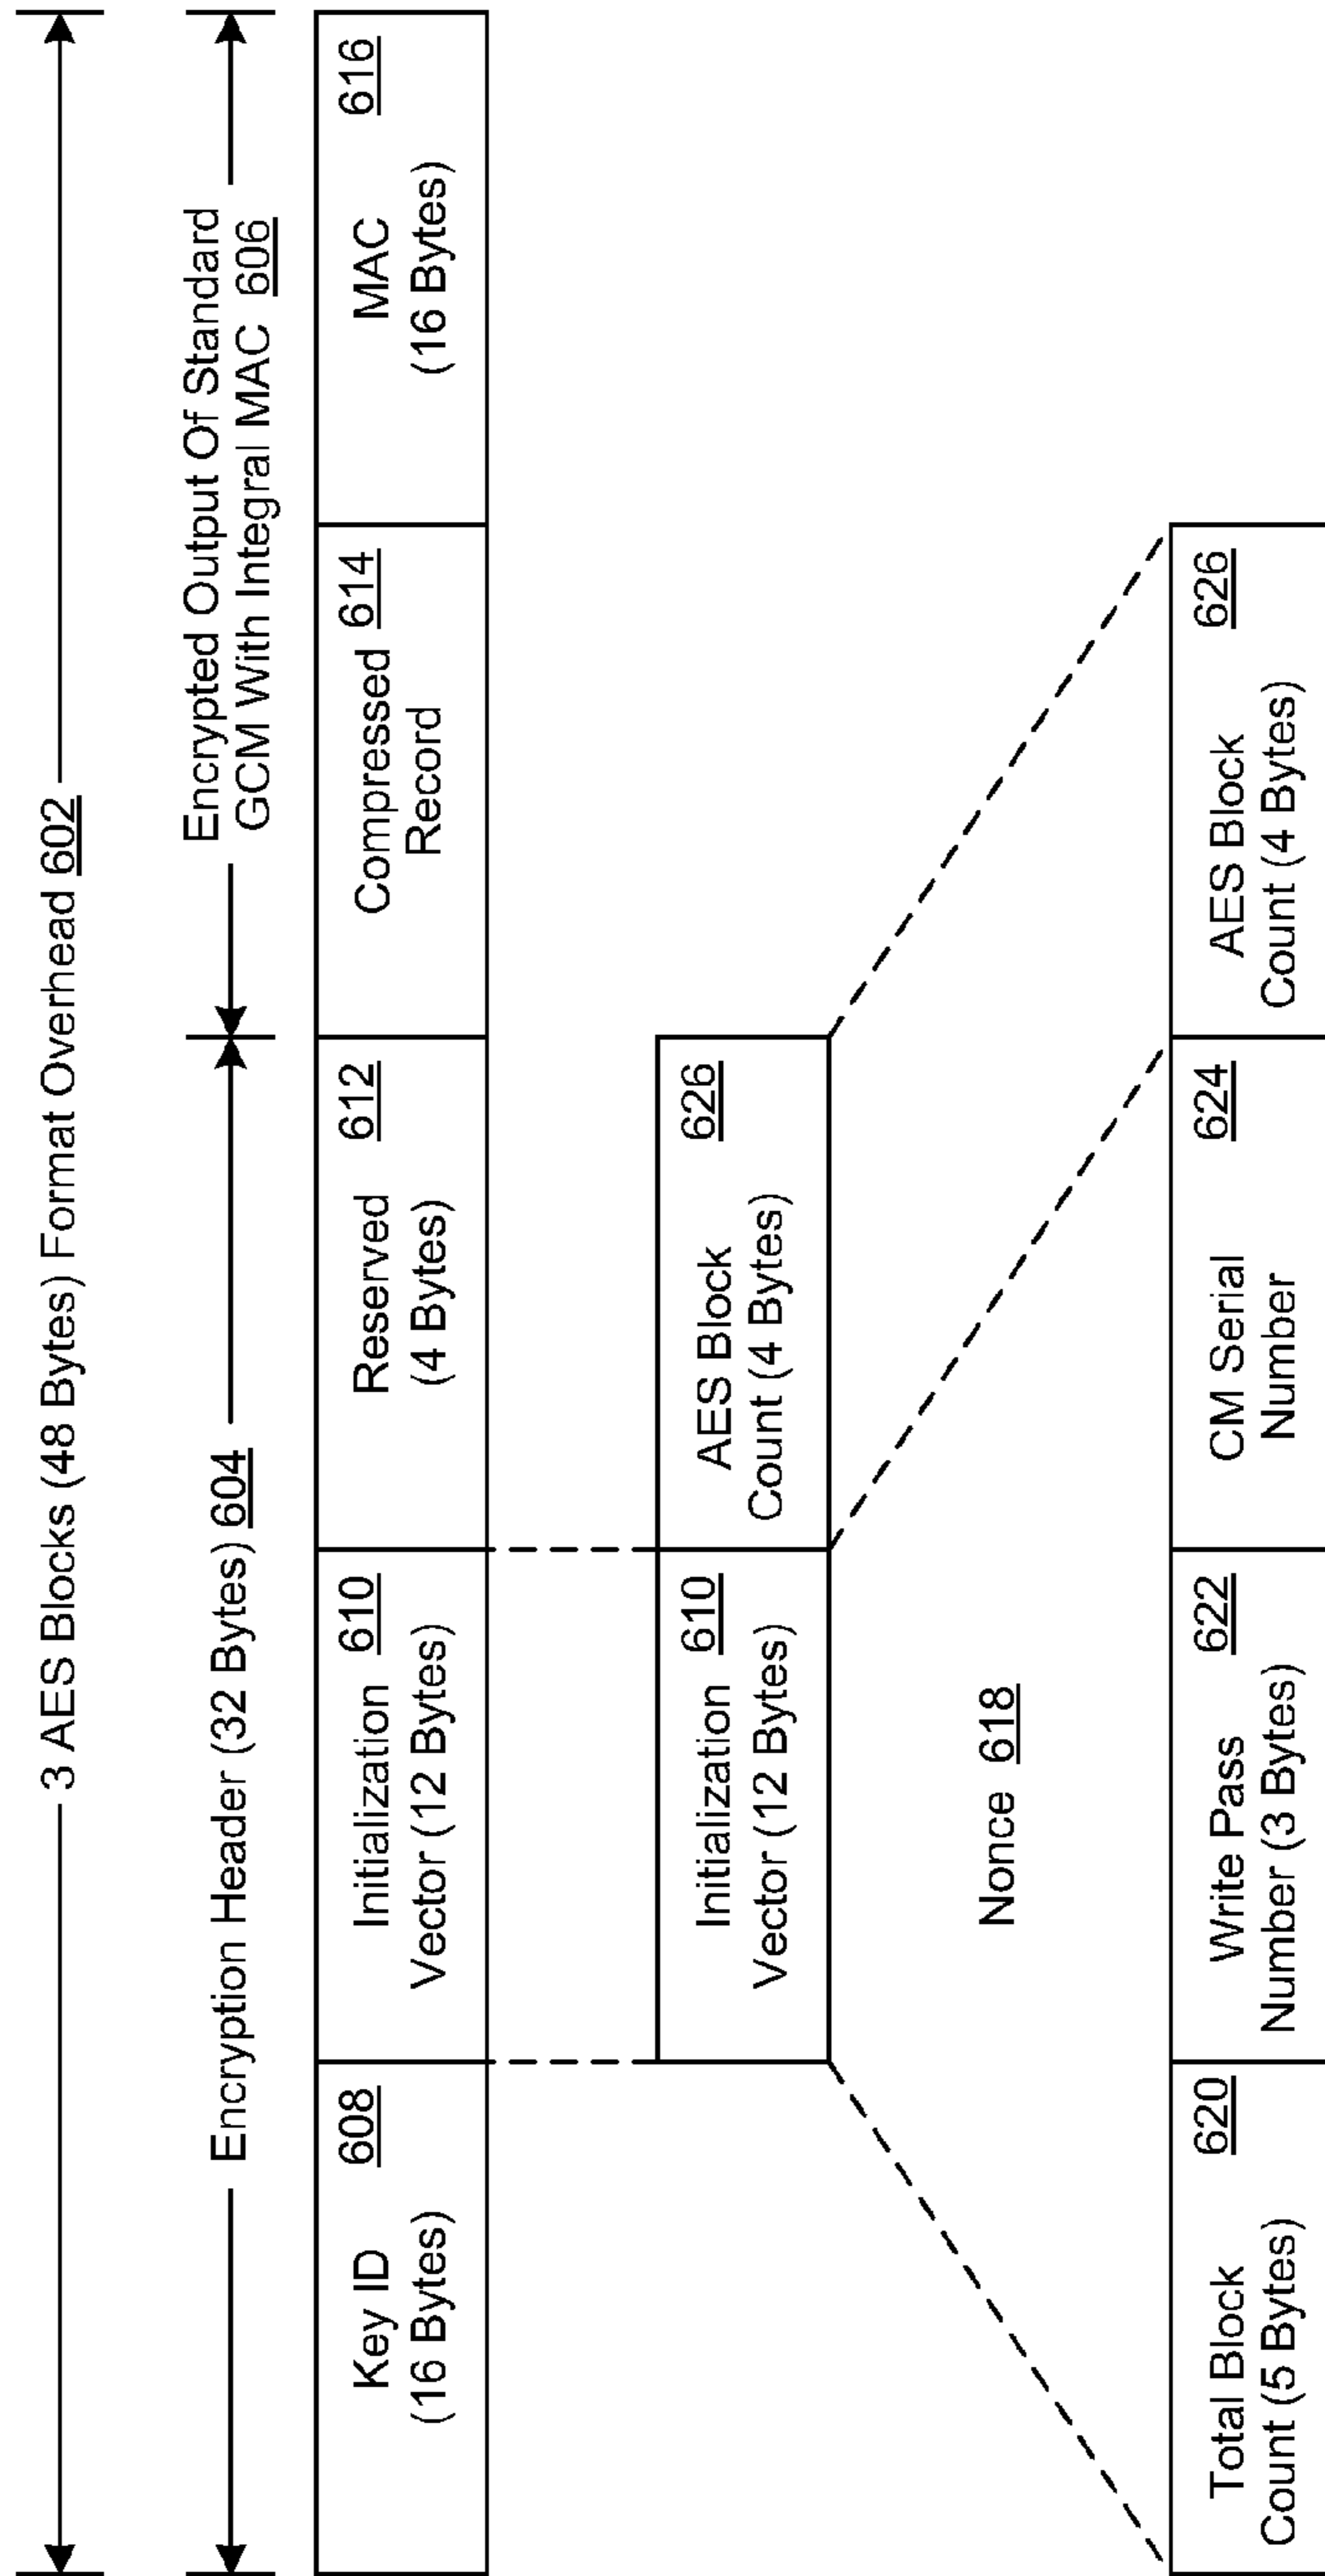 3 AES Blocks (48 Bytes) Format Overhead 602
Encryption Header (32 Bytes) 604
Encrypted Output Of Standard
GCM With Integral MAC 606
Key ID 608
(16 Bytes)
Initialization 610
Vector (12 Bytes)
Reserved 612
(4 Bytes)
Compressed 614
Record
MAC 616
(16 Bytes)
Initialization 610
Vector (12 Bytes)
AES Block 626
Count (4 Bytes)
Nonce 618
Total Block 620
Count (5 Bytes)
Write Pass 622
Number (3 Bytes)
CM Serial 624
Number
AES Block 626
Count (4 Bytes)